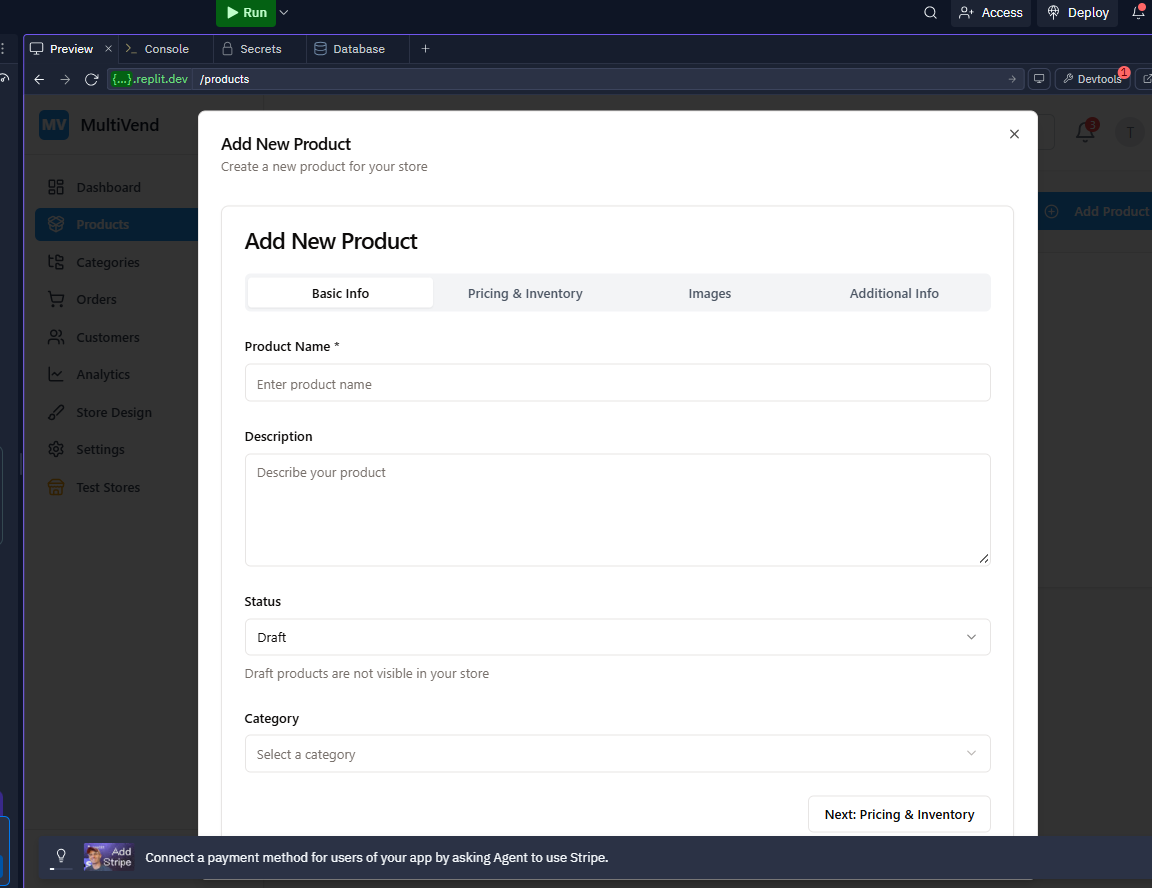 Run
Access
Deploy
Preview
Console
Secrets
Database
{...}.replit.dev /products
Devtools 1
MV MultiVend
3
T
Dashboard
Products
Categories
Orders
Customers
Analytics
Store Design
Settings
Test Stores
Add Product
Add New Product
Create a new product for your store
Add New Product
Basic Info Pricing & Inventory Images Additional Info
Product Name *
Enter product name
Description
Describe your product
Status
Draft
Draft products are not visible in your store
Category
Select a category
Next: Pricing & Inventory
Add
Stripe
Connect a payment method for users of your app by asking Agent to use Stripe.